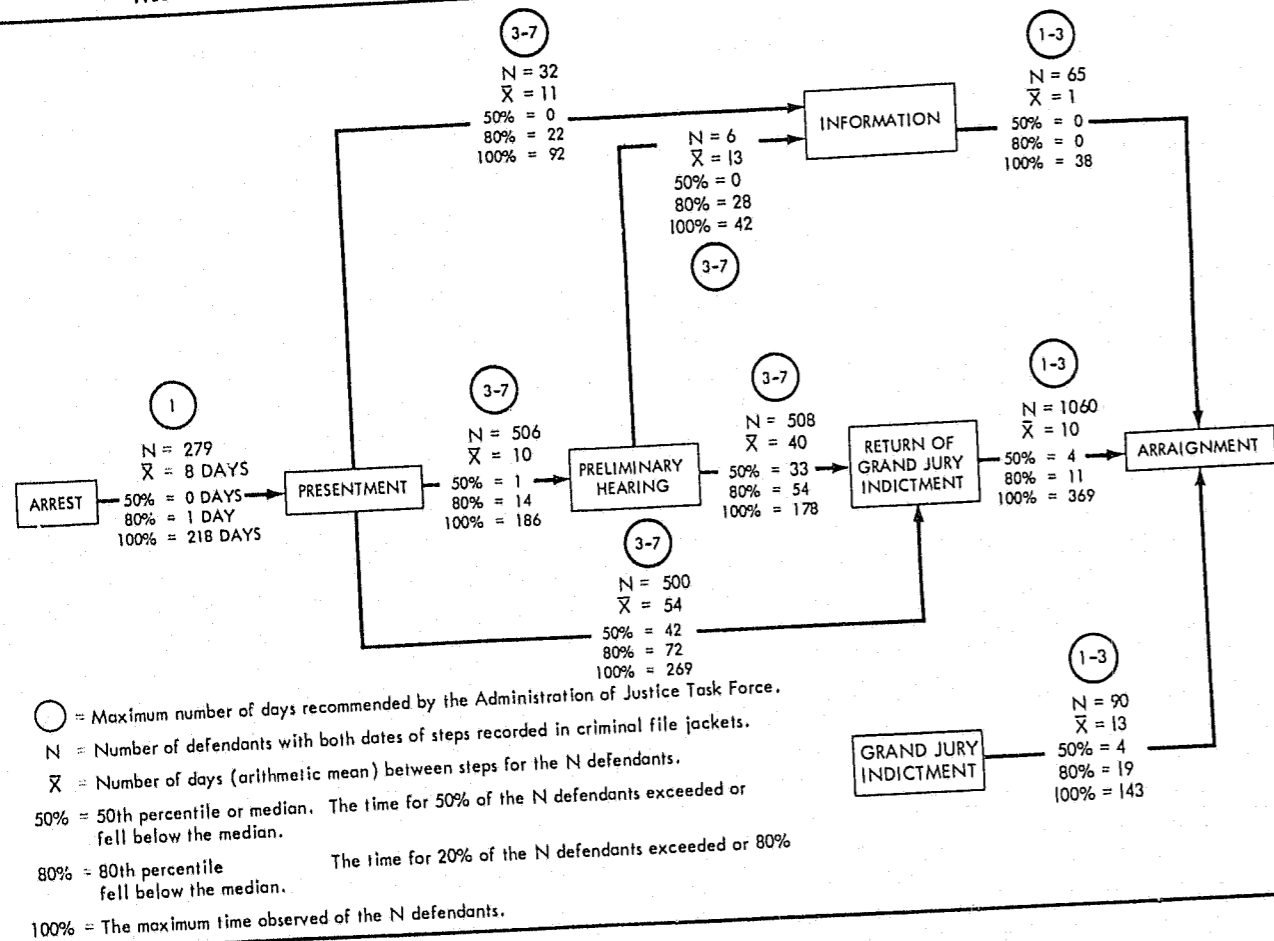 3-7
N = 32
X̄ = 11
50% = 0
80% = 22
100% = 92
INFORMATION
1-3
N = 65
X̄ = 1
50% = 0
80% = 0
100% = 38
N = 6
X̄ = 13
50% = 0
80% = 28
100% = 42
3-7
ARREST
1
N = 279
X̄ = 8 DAYS
50% = 0 DAYS
80% = 1 DAY
100% = 218 DAYS
PRESENTMENT
3-7
N = 506
X̄ = 10
50% = 1
80% = 14
100% = 186
PRELIMINARY
HEARING
3-7
N = 508
X̄ = 40
50% = 33
80% = 54
100% = 178
RETURN OF
GRAND JURY
INDICTMENT
1-3
N = 1060
X̄ = 10
50% = 4
80% = 11
100% = 369
ARRAIGNMENT
3-7
N = 500
X̄ = 54
50% = 42
80% = 72
100% = 269
GRAND JURY
INDICTMENT
1-3
N = 90
X̄ = 13
50% = 4
80% = 19
100% = 143
= Maximum number of days recommended by the Administration of Justice Task Force.
N = Number of defendants with both dates of steps recorded in criminal file jackets.
X̄ = Number of days (arithmetic mean) between steps for the N defendants.
50% = 50th percentile or median. The time for 50% of the N defendants exceeded or
fell below the median.
80% = 80th percentile The time for 20% of the N defendants exceeded or 80%
fell below the median.
100% = The maximum time observed of the N defendants.